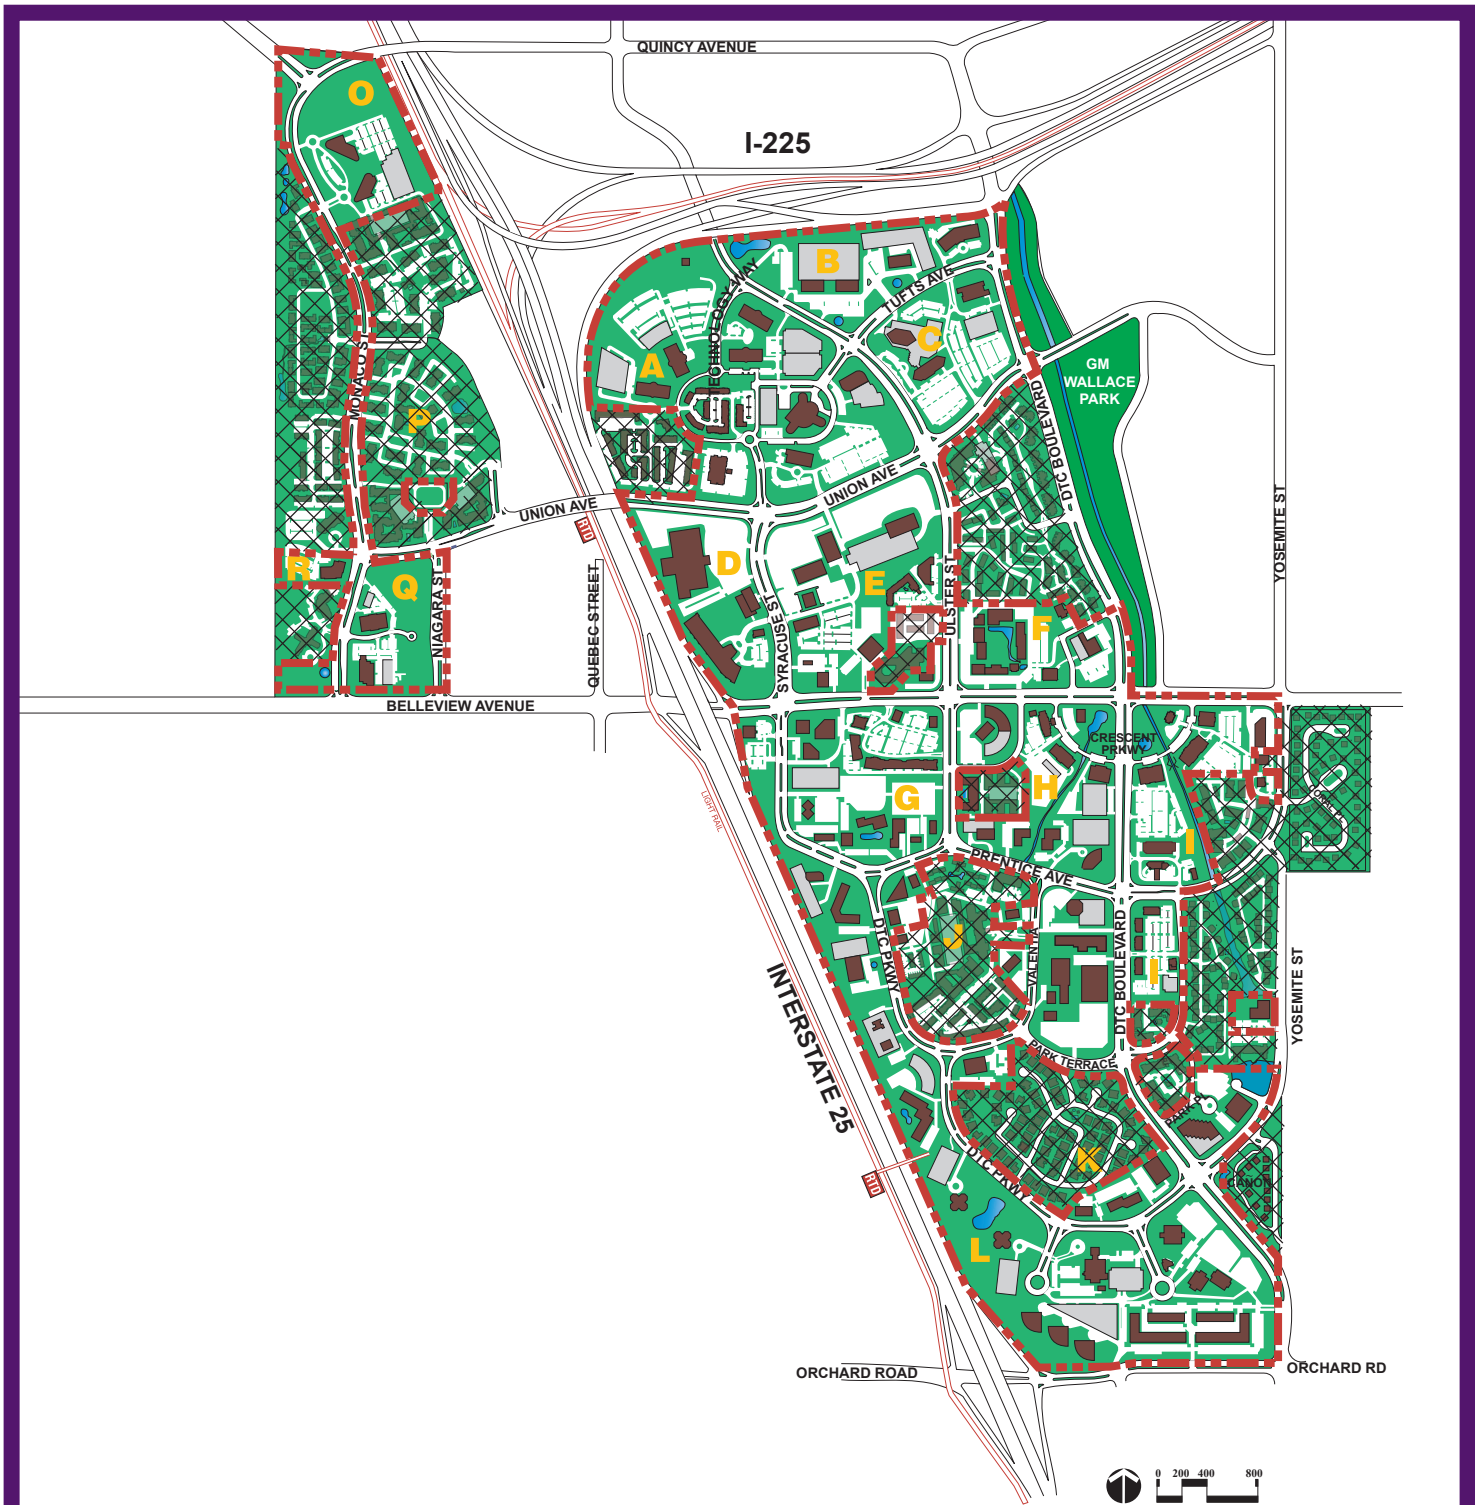 QUINCY AVENUE
O
I-225
B
TECHNOLOGY WAY
TUFTS AVE
C
A
GM
WALLACE
PARK
MONACO ST
P
DTC BOULEVARD
UNION AVE
UNION AVE
RTD
YOSEMITE ST
R
Q
D
E
NIAGARA ST
QUEBEC STREET
SYRACUSE ST
ULSTER ST
F
BELLEVIEW AVENUE
CRESCENT
PRKWY
H
G
LIGHT RAIL
I
PRENTICE AVE
J
DTC PKWY
VALENTIA
DTC BOULEVARD
I
YOSEMITE ST
INTERSTATE 25
PARK TERRACE
PARK PL
K
DTC PKWY
RTD
L
ORCHARD ROAD
ORCHARD RD
0 200 400 800